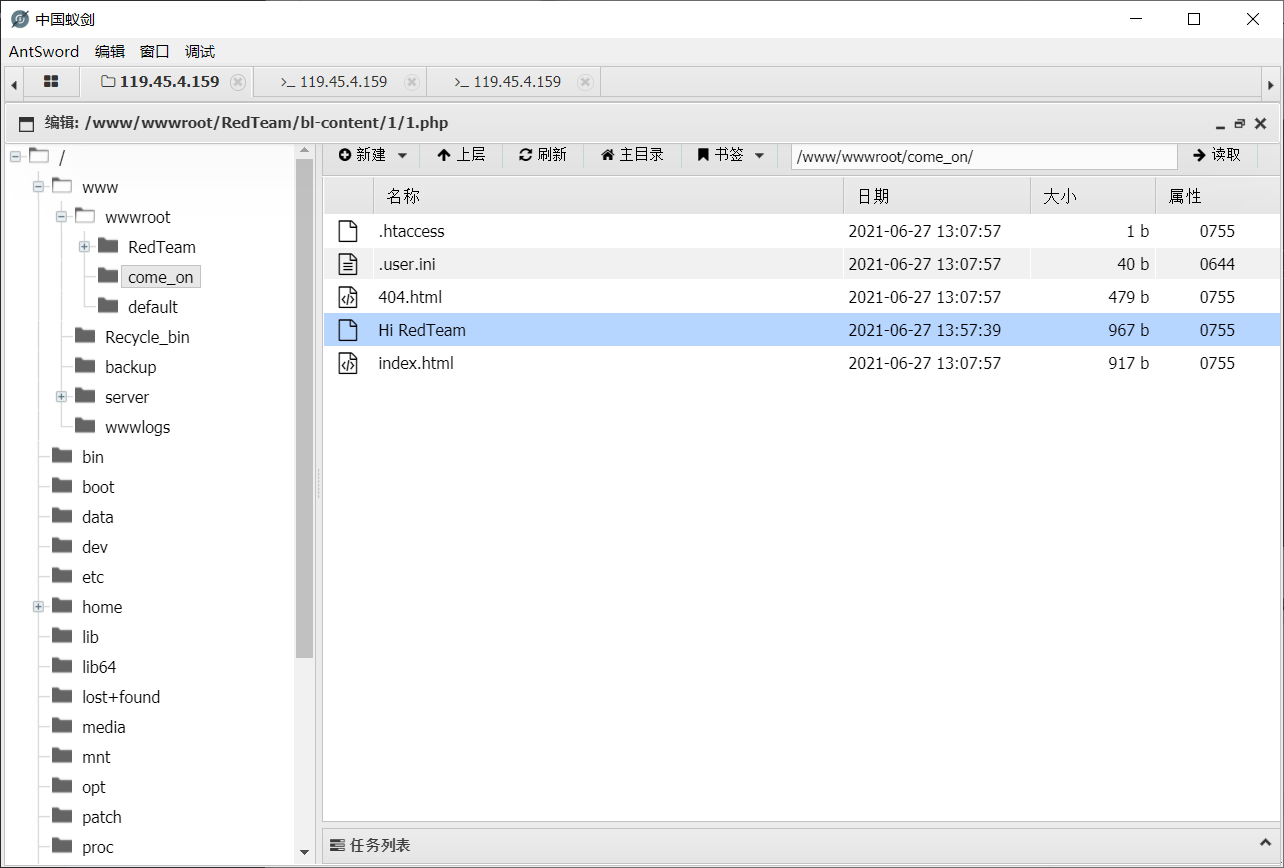 中国蚁剑
AntSword 编辑 窗口 调试
119.45.4.159 >_ 119.45.4.159 >_ 119.45.4.159
编辑: /www/wwwroot/RedTeam/bl-content/1/1.php
/
www
wwwroot
RedTeam
come_on
default
Recycle_bin
backup
server
wwwlogs
bin
boot
data
dev
etc
home
lib
lib64
lost+found
media
mnt
opt
patch
proc
新建 上层 刷新 主目录 书签 /www/wwwroot/come_on/ 读取
名称 日期 大小 属性
.htaccess 2021-06-27 13:07:57 1 b 0755
.user.ini 2021-06-27 13:07:57 40 b 0644
404.html 2021-06-27 13:07:57 479 b 0755
Hi RedTeam 2021-06-27 13:57:39 967 b 0755
index.html 2021-06-27 13:07:57 917 b 0755
任务列表